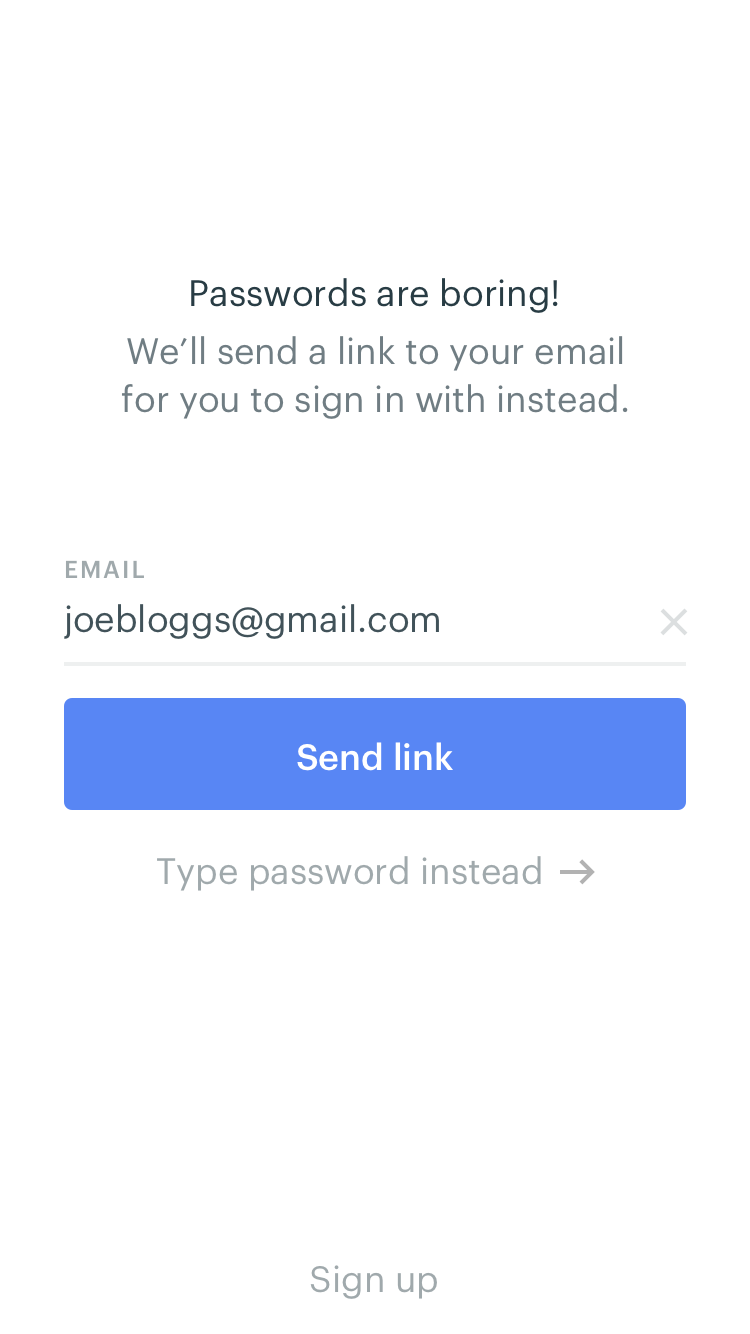 Passwords are boring!
We’ll send a link to your email
for you to sign in with instead.
EMAIL
joebloggs@gmail.com
Send link
Type password instead →
Sign up